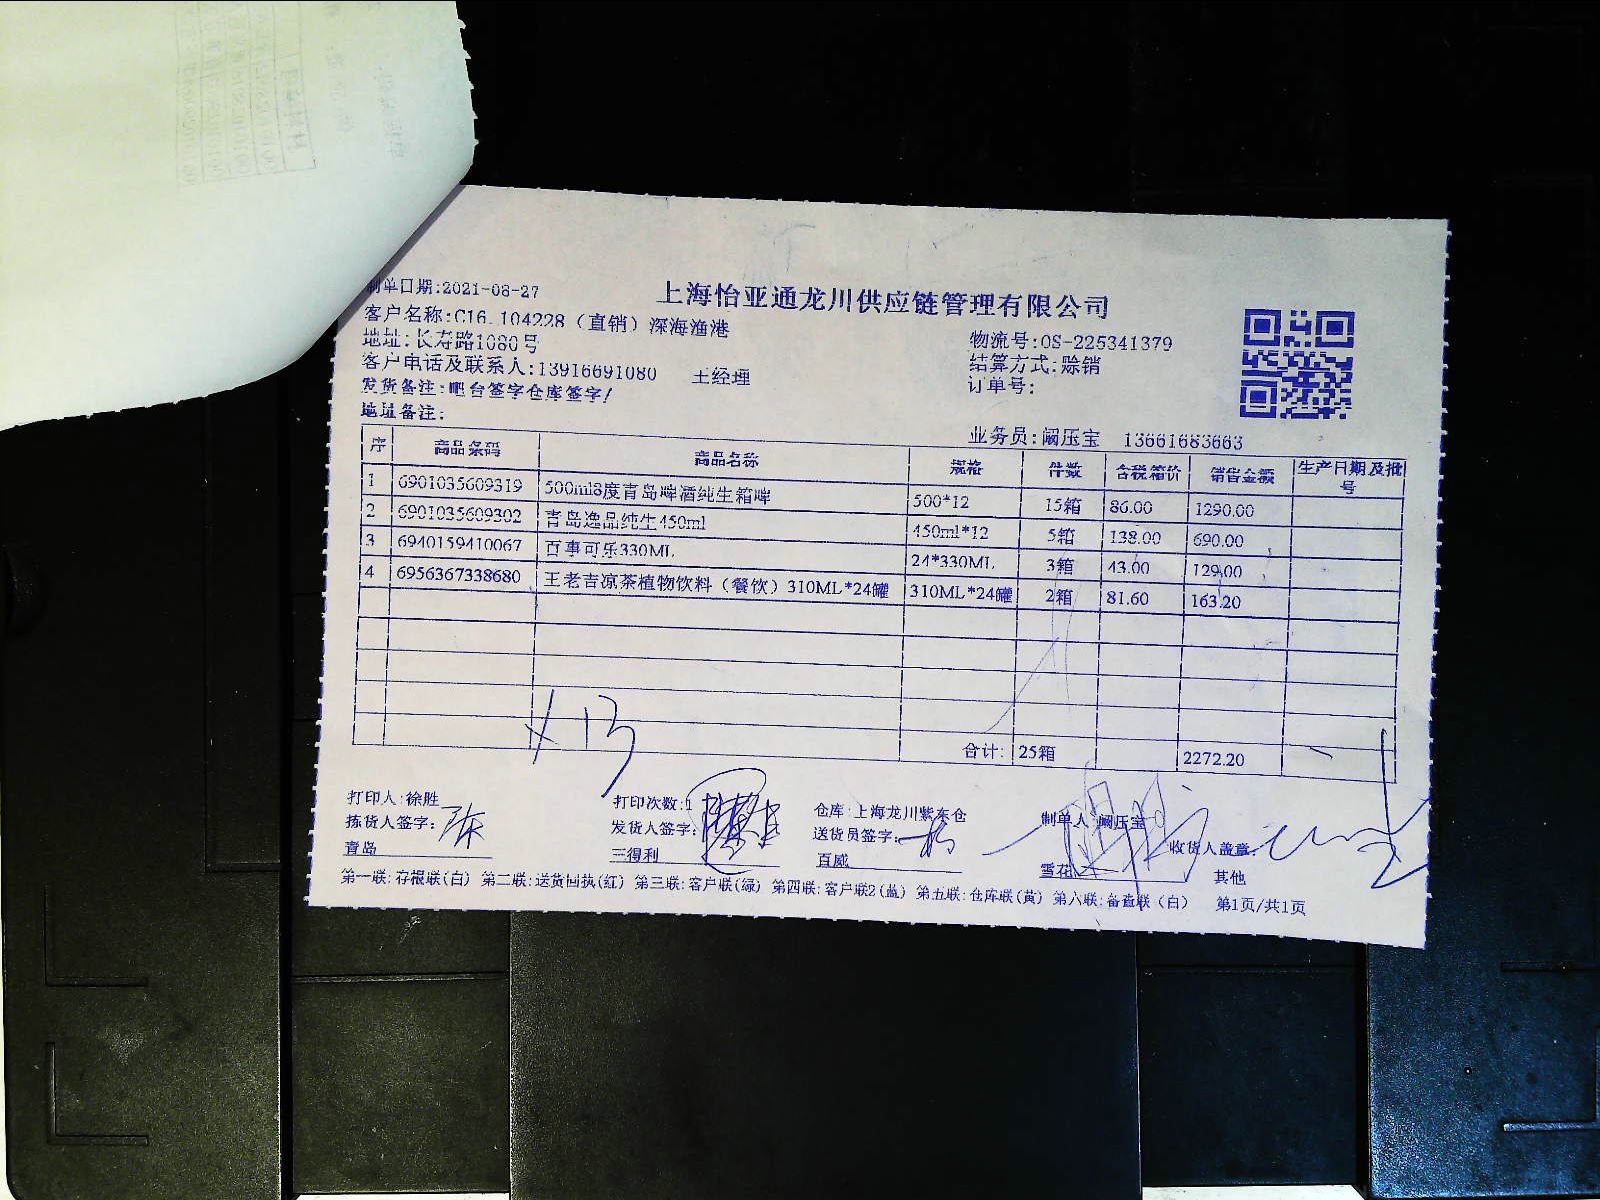 制单日期:2021-08-27
上海怡亚通龙川供应链管理有限公司
客户名称:C16_104228（直销）深海渔港
物流号:OS-225341379
地址:长寿路1080号
结算方式:赊销
客户电话及联系人:13916691080 王经理
订单号:
发货备注:吧台签字仓库签字/
地址备注:
业务员:阚压宝 13661683663
序 商品条码 商品名称 规格 件数 含税箱价 销售金额 生产日期及批号
1 6901035609319 500ml8度青岛啤酒纯生箱啤 500*12 15箱 86.00 1290.00
2 6901035609302 青岛逸品纯生450ml 450ml*12 5箱 138.00 690.00
3 6940159410067 百事可乐330ML 24*330ML 3箱 43.00 129.00
4 6956367338680 王老吉凉茶植物饮料（餐饮）310ML*24罐 310ML*24罐 2箱 81.60 163.20
合计: 25箱 2272.20
打印人:徐胜 打印次数:1 仓库:上海龙川紫东仓 制单人 阚压宝
拣货人签字: 发货人签字: 送货员签字: 收货人盖章:
青岛 三得利 百威 雪花 其他
第一联:存根联(白) 第二联:送货回执(红) 第三联:客户联(绿) 第四联:客户联2(蓝) 第五联:仓库联(黄) 第六联:备查联(白) 第1页/共1页